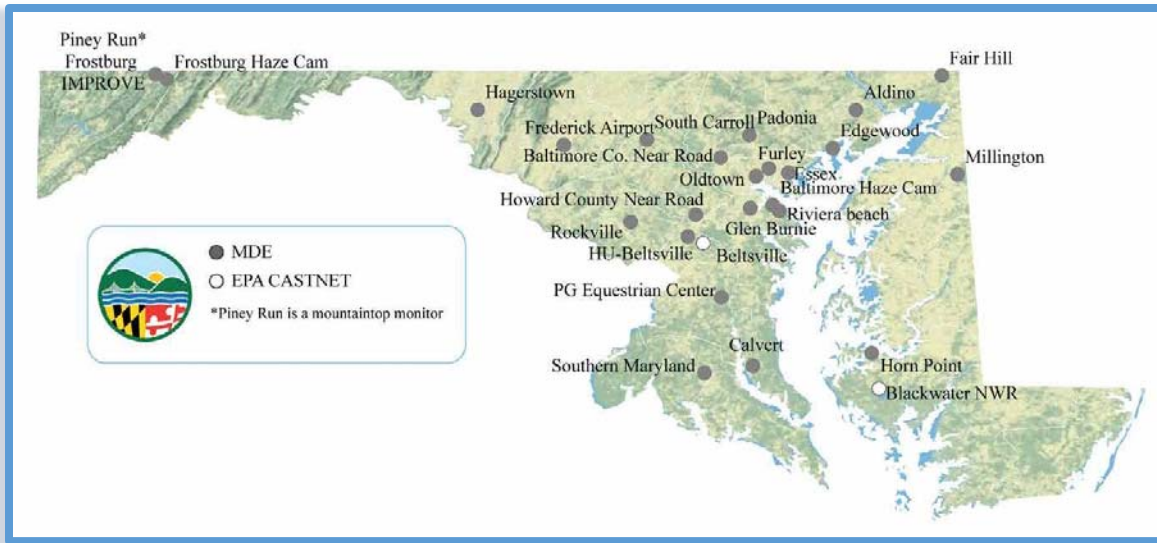 Piney Run*
Frostburg
IMPROVE
Frostburg Haze Cam
Fair Hill
Hagerstown
Aldino
Frederick Airport
South Carroll
Padonia
Edgewood
Baltimore Co. Near Road
Furley
Essex
Millington
Oldtown
Baltimore Haze Cam
Howard County Near Road
Riviera beach
Rockville
Glen Burnie
HU-Beltsville
Beltsville
MDE
EPA CASTNET
*Piney Run is a mountaintop monitor
PG Equestrian Center
Calvert
Southern Maryland
Horn Point
Blackwater NWR